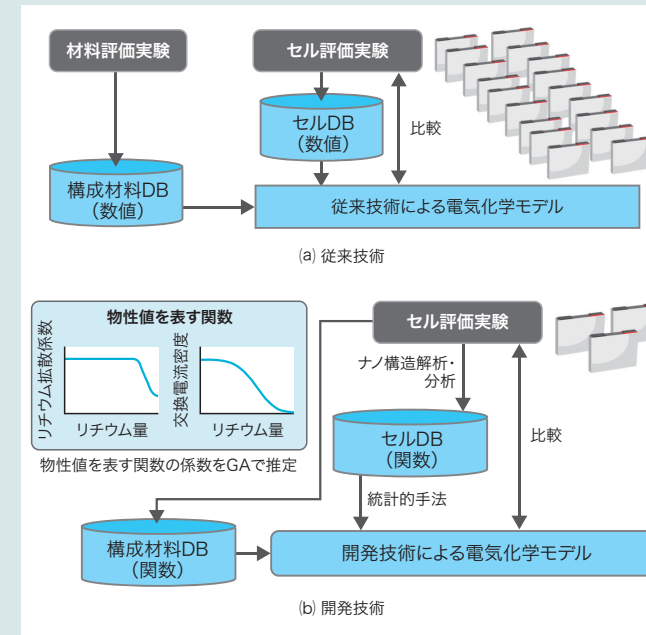 材料評価実験
セル評価実験
セルDB
(数値)
比較
構成材料DB
(数値)
従来技術による電気化学モデル
(a) 従来技術
物性値を表す関数
リチウム拡散係数
リチウム量
交換電流密度
リチウム量
物性値を表す関数の係数をGAで推定
セル評価実験
ナノ構造解析・
分析
セルDB
(関数)
比較
統計的手法
構成材料DB
(関数)
開発技術による電気化学モデル
(b) 開発技術